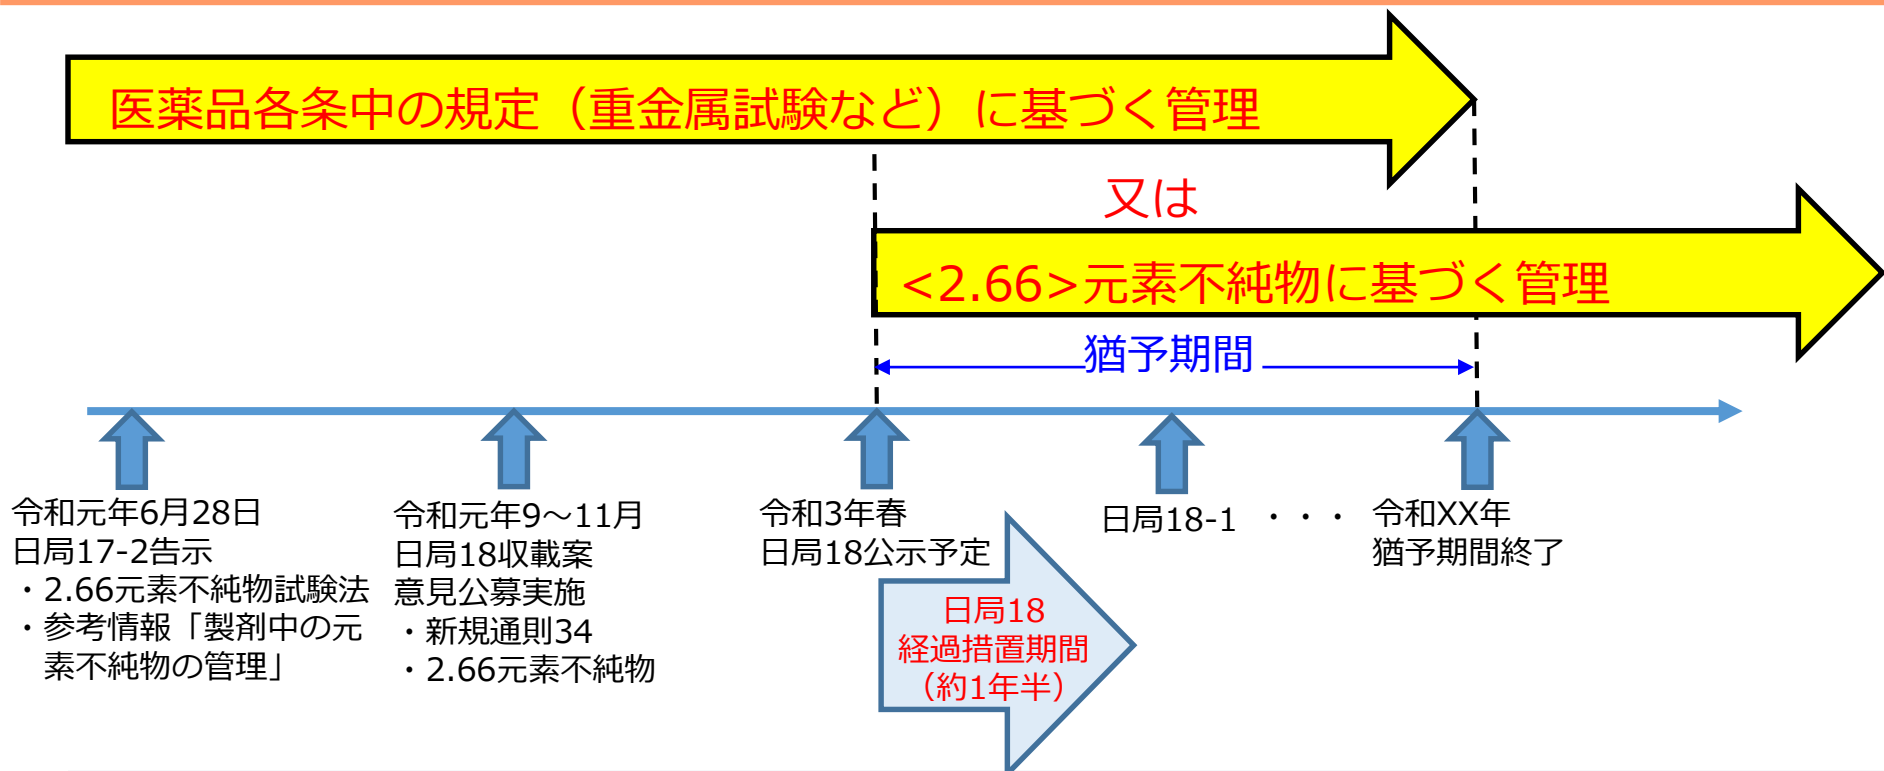 医薬品各条中の規定（重金属試験など）に基づく管理
又は
<2.66>元素不純物に基づく管理
猶予期間
令和元年6月28日
日局17-2告示
・2.66元素不純物試験法
・参考情報「製剤中の元
素不純物の管理」
令和元年9～11月
日局18収載案
意見公募実施
・新規通則34
・2.66元素不純物
令和3年春
日局18公示予定
日局18
経過措置期間
（約1年半）
日局18-1 ・・・
令和XX年
猶予期間終了